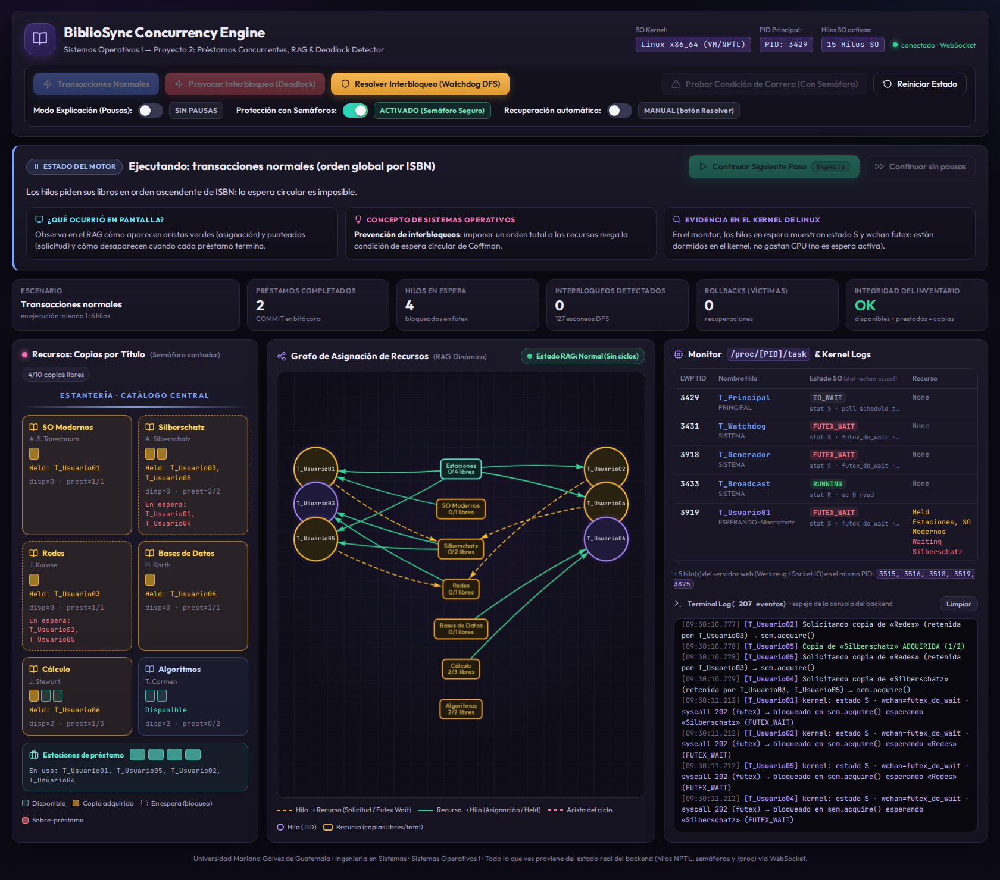 BiblioSync Concurrency Engine
Sistemas Operativos I — Proyecto 2: Préstamos Concurrentes, RAG & Deadlock Detector
SO Kernel:
Linux x86_64 (VM/NPTL)
PID Principal:
PID: 3429
Hilos SO activos:
15 Hilos SO
conectado · WebSocket
Transacciones Normales
Provocar Interbloqueo (Deadlock)
Resolver Interbloqueo (Watchdog DFS)
Probar Condición de Carrera (Con Semáforo)
Reiniciar Estado
Modo Explicación (Pausas):
SIN PAUSAS
Protección con Semáforos:
ACTIVADO (Semáforo Seguro)
Recuperación automática:
MANUAL (botón Resolver)
ESTADO DEL MOTOR
Ejecutando: transacciones normales (orden global por ISBN)
Continuar Siguiente Paso Espacio
Continuar sin pausas
Los hilos piden sus libros en orden ascendente de ISBN: la espera circular es imposible.
¿QUÉ OCURRIÓ EN PANTALLA?
Observa en el RAG cómo aparecen aristas verdes (asignación) y punteadas
(solicitud) y cómo desaparecen cuando cada préstamo termina.
CONCEPTO DE SISTEMAS OPERATIVOS
Prevención de interbloqueos: imponer un orden total a los recursos niega la
condición de espera circular de Coffman.
EVIDENCIA EN EL KERNEL DE LINUX
En el monitor, los hilos en espera muestran estado S y wchan futex: están
dormidos en el kernel, no gastan CPU (no es espera activa).
ESCENARIO
Transacciones normales
en ejecución · oleada 1 · 6 hilos
PRÉSTAMOS COMPLETADOS
2
COMMIT en bitácora
HILOS EN ESPERA
4
bloqueados en futex
INTERBLOQUEOS DETECTADOS
0
127 escaneos DFS
ROLLBACKS (VÍCTIMAS)
0
recuperaciones
INTEGRIDAD DEL INVENTARIO
OK
disponibles + prestadas = copias
Recursos: Copias por Título (Semáforo contador)
4/10 copias libres
ESTANTERÍA · CATÁLOGO CENTRAL
SO Modernos
A. S. Tanenbaum
Held: T_Usuario01
disp=0 · prest=1/1
Silberschatz
A. Silberschatz
Held: T_Usuario03,
T_Usuario05
disp=0 · prest=2/2
En espera:
T_Usuario01,
T_Usuario04
Redes
J. Kurose
Held: T_Usuario03
disp=0 · prest=1/1
En espera:
T_Usuario02,
T_Usuario05
Bases de Datos
H. Korth
Held: T_Usuario06
disp=0 · prest=1/1
Cálculo
J. Stewart
Held: T_Usuario06
disp=2 · prest=1/3
Algoritmos
T. Cormen
Disponible
disp=2 · prest=0/2
Estaciones de préstamo
En uso: T_Usuario01, T_Usuario05, T_Usuario02,
T_Usuario04
Disponible
Copia adquirida
En espera (bloqueo)
Sobre-préstamo
Grafo de Asignación de Recursos (RAG Dinámico)
Estado RAG: Normal (Sin ciclos)
T_Usuario01
Estaciones
0/4 libres
T_Usuario02
T_Usuario03
SO Modernos
0/1 libres
T_Usuario04
T_Usuario05
Silberschatz
0/2 libres
T_Usuario06
Redes
0/1 libres
Bases de Datos
0/1 libres
Cálculo
2/3 libres
Algoritmos
2/2 libres
Hilo → Recurso (Solicitud / Futex Wait)
Recurso → Hilo (Asignación / Held)
Arista del ciclo
Hilo (TID)
Recurso (copias libres/total)
Monitor /proc/[PID]/task & Kernel Logs
LWP TID
Nombre Hilo
Estado SO (stat · wchan · syscall)
Recurso
3429
T_Principal
PRINCIPAL
IO_WAIT
stat S · poll_schedule_t…
None
3431
T_Watchdog
SISTEMA
FUTEX_WAIT
stat S · futex_do_wait ·…
None
3918
T_Generador
SISTEMA
FUTEX_WAIT
stat S · futex_do_wait ·…
None
3433
T_Broadcast
SISTEMA
RUNNING
stat R · sc 0 read
None
3919
T_Usuario01
ESPERANDO · Silberschatz
FUTEX_WAIT
stat S · futex_do_wait ·…
Held
Estaciones, SO
Modernos
Waiting
Silberschatz
+ 5 hilo(s) del servidor web (Werkzeug / Socket.IO) en el mismo PID: 3515, 3516, 3518, 3519,
3875
Terminal Log ( 207 eventos) · espejo de la consola del backend
Limpiar
[09:30:10.777] [T_Usuario02] Solicitando copia de «Redes» (retenida
por T_Usuario03) → sem.acquire()
[09:30:10.778] [T_Usuario05] Copia de «Silberschatz» ADQUIRIDA (1/2)
[09:30:10.778] [T_Usuario05] Solicitando copia de «Redes» (retenida
por T_Usuario03) → sem.acquire()
[09:30:10.779] [T_Usuario04] Solicitando copia de «Silberschatz»
(retenida por T_Usuario03, T_Usuario05) → sem.acquire()
[09:30:11.212] [T_Usuario01] kernel: estado S · wchan=futex_do_wait ·
syscall 202 (futex) → bloqueado en sem.acquire() esperando
«Silberschatz» (FUTEX_WAIT)
[09:30:11.212] [T_Usuario02] kernel: estado S · wchan=futex_do_wait ·
syscall 202 (futex) → bloqueado en sem.acquire() esperando «Redes»
(FUTEX_WAIT)
[09:30:11.212] [T_Usuario05] kernel: estado S · wchan=futex_do_wait ·
syscall 202 (futex) → bloqueado en sem.acquire() esperando «Redes»
(FUTEX_WAIT)
[09:30:11.212] [T_Usuario04] kernel: estado S · wchan=futex_do_wait ·
syscall 202 (futex) → bloqueado en sem.acquire() esperando
«Silberschatz» (FUTEX_WAIT)
Universidad Mariano Gálvez de Guatemala · Ingeniería en Sistemas · Sistemas Operativos I · Todo lo que ves proviene del estado real del backend (hilos NPTL, semáforos y /proc) vía WebSocket.